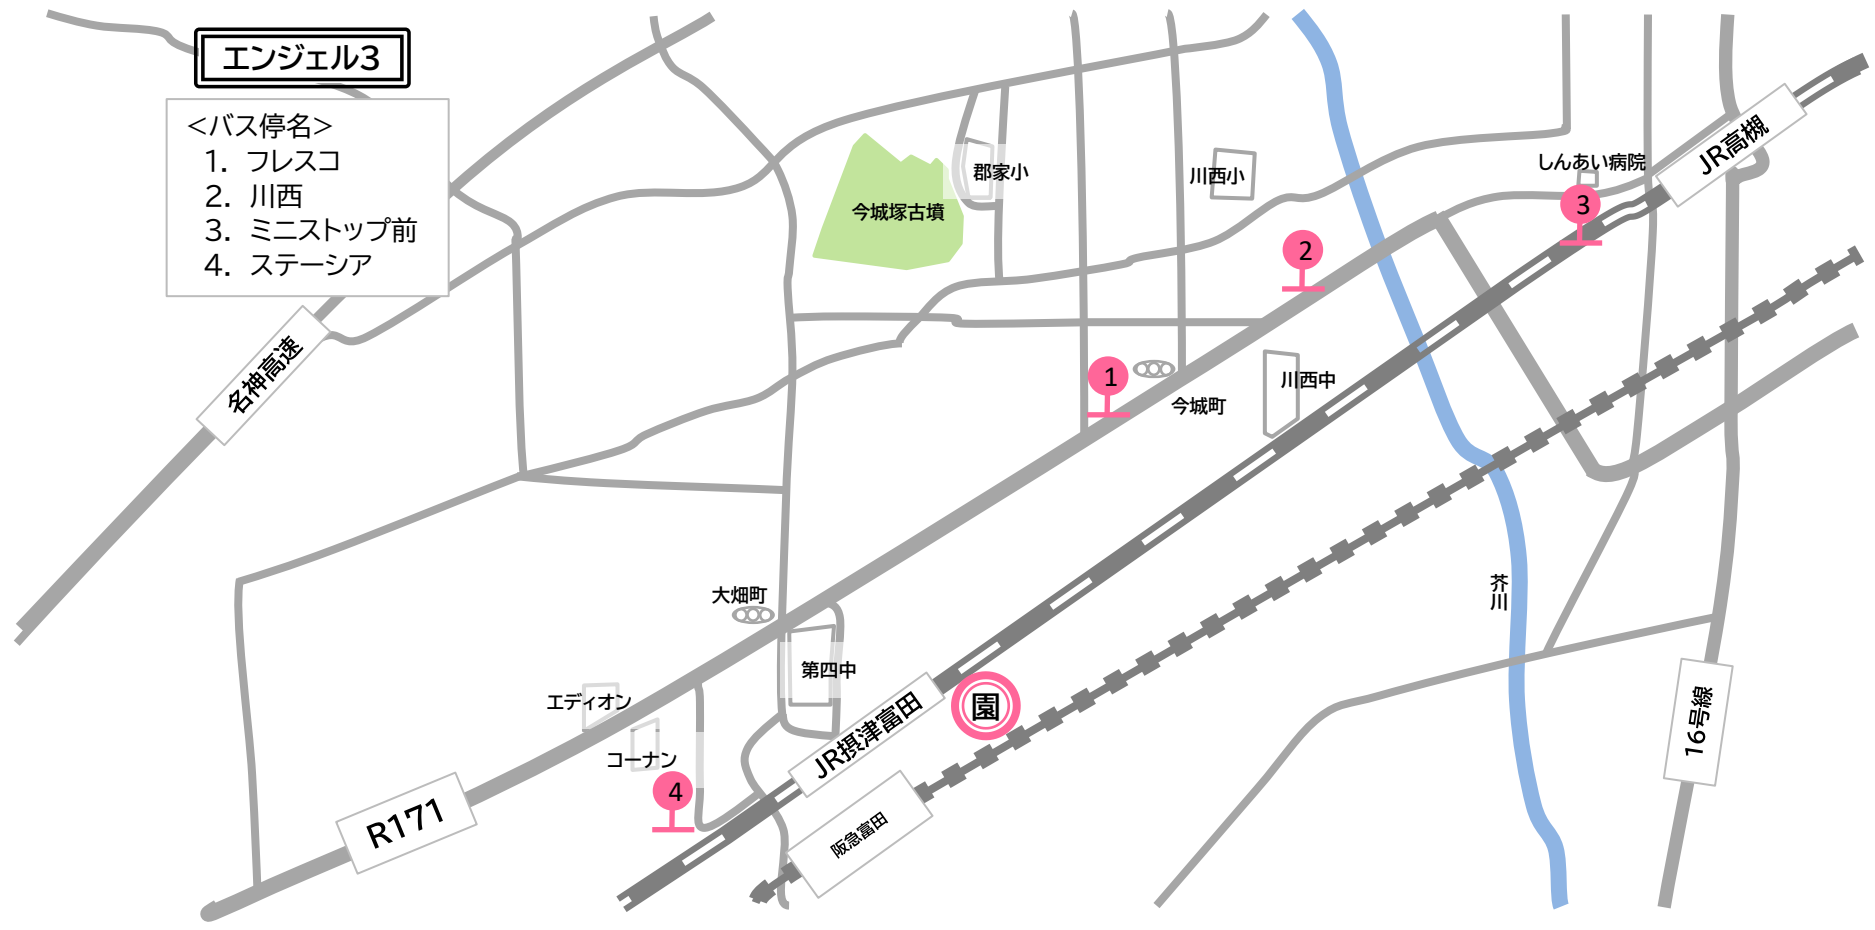 エンジェル3
<バス停名>
1. フレスコ
2. 川西
3. ミニストップ前
4. ステーシア
名神高速
今城塚古墳
郡家小
川西小
しんあい病院
JR高槻
3
2
1
今城町
川西中
大畑町
芥川
第四中
エディオン
コーナン
4
R171
JR摂津富田
園
阪急富田
16号線